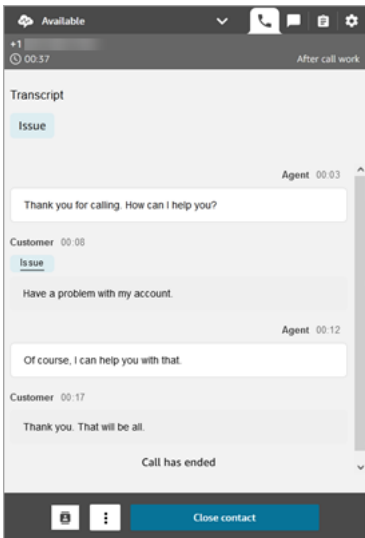 Available
+1
00:37 After call work
Transcript
Issue
Agent 00:03
Thank you for calling. How can I help you?
Customer 00:08
Issue
Have a problem with my account.
Agent 00:12
Of course, I can help you with that.
Customer 00:17
Thank you. That will be all.
Call has ended
Close contact